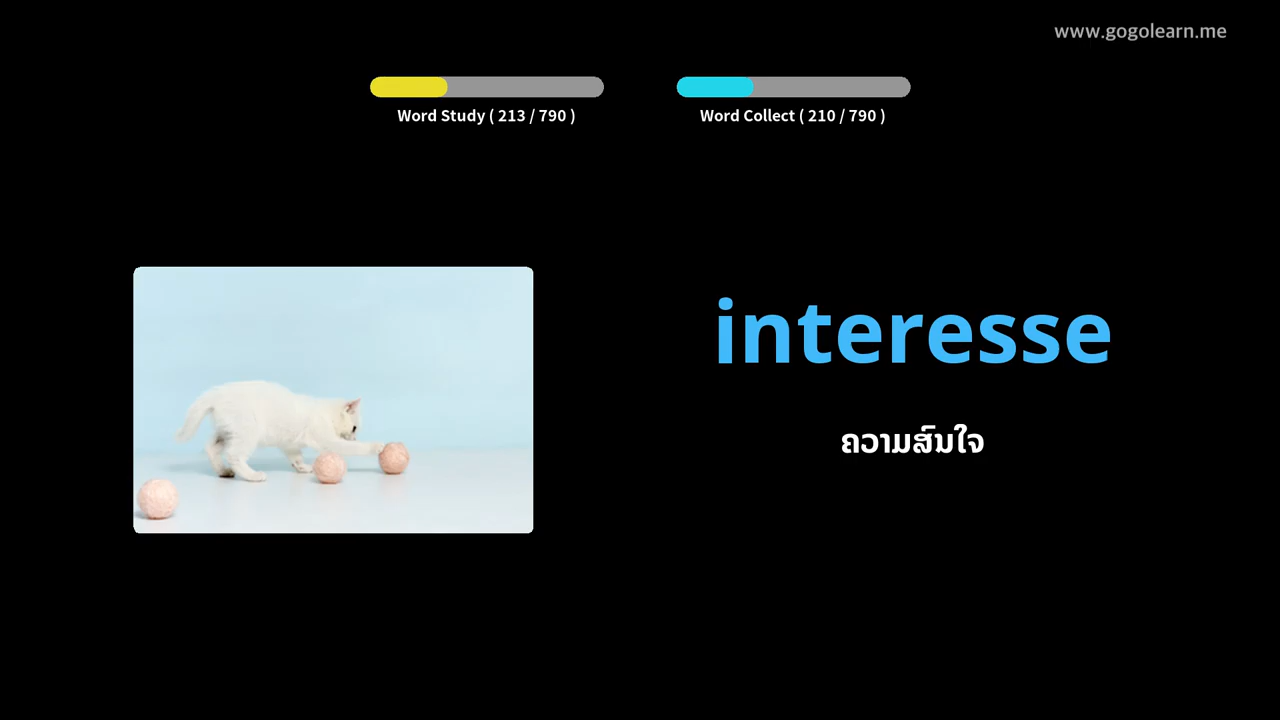 www.gogolearn.me
Word Study ( 213 / 790 )
Word Collect ( 210 / 790 )
interesse
ຄວາມສົນໃຈ